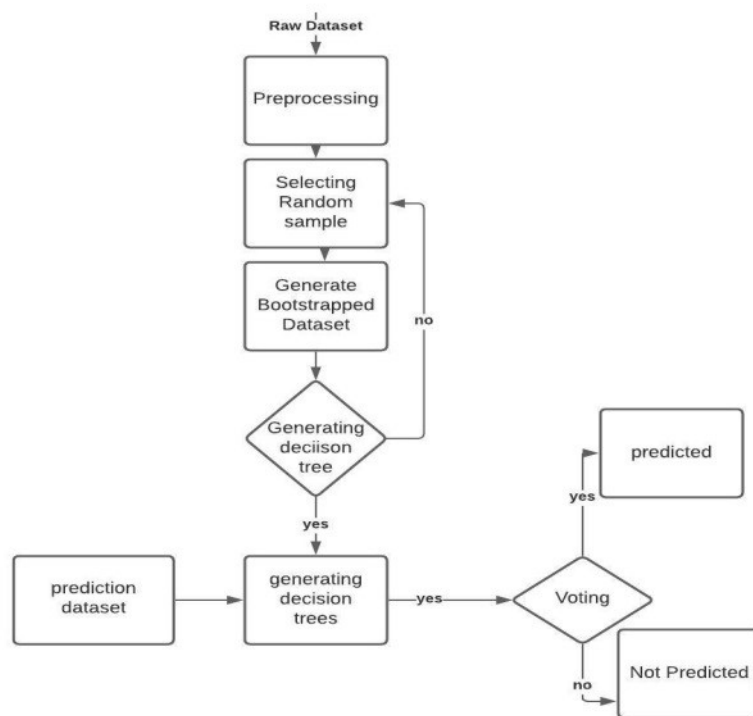 Raw Dataset
Preprocessing
Selecting
Random
sample
Generate
Bootstrapped
Dataset
no
Generating
deciison
tree
predicted
yes
yes
prediction
dataset
generating
decision
trees
yes
Voting
no
Not Predicted